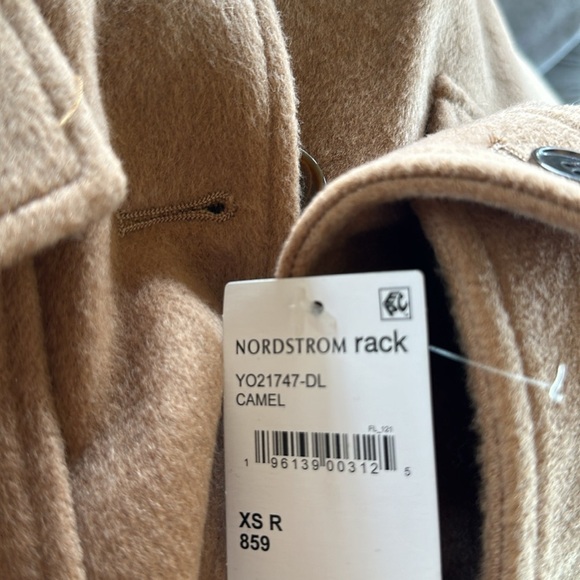 NORDSTROM rack
YO21747-DL
CAMEL
FL_121
1 96139 00312 5
XS R
859